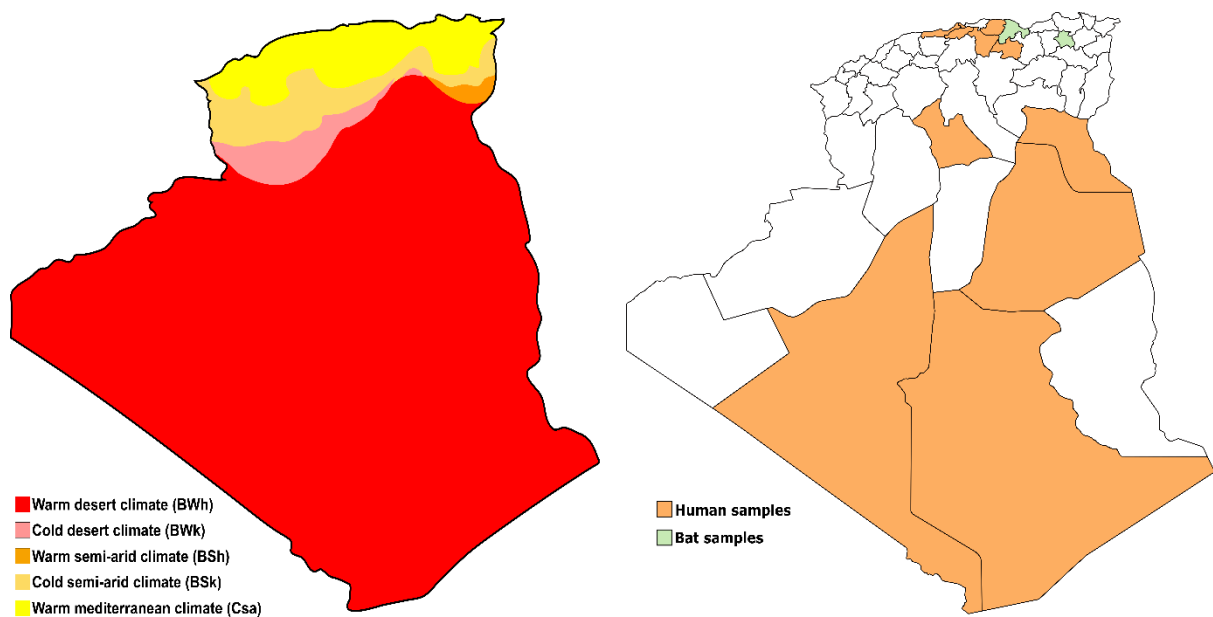 Warm desert climate (BWh)
Cold desert climate (BWk)
Warm semi-arid climate (BSh)
Cold semi-arid climate (BSk)
Warm mediterranean climate (Csa)
Human samples
Bat samples